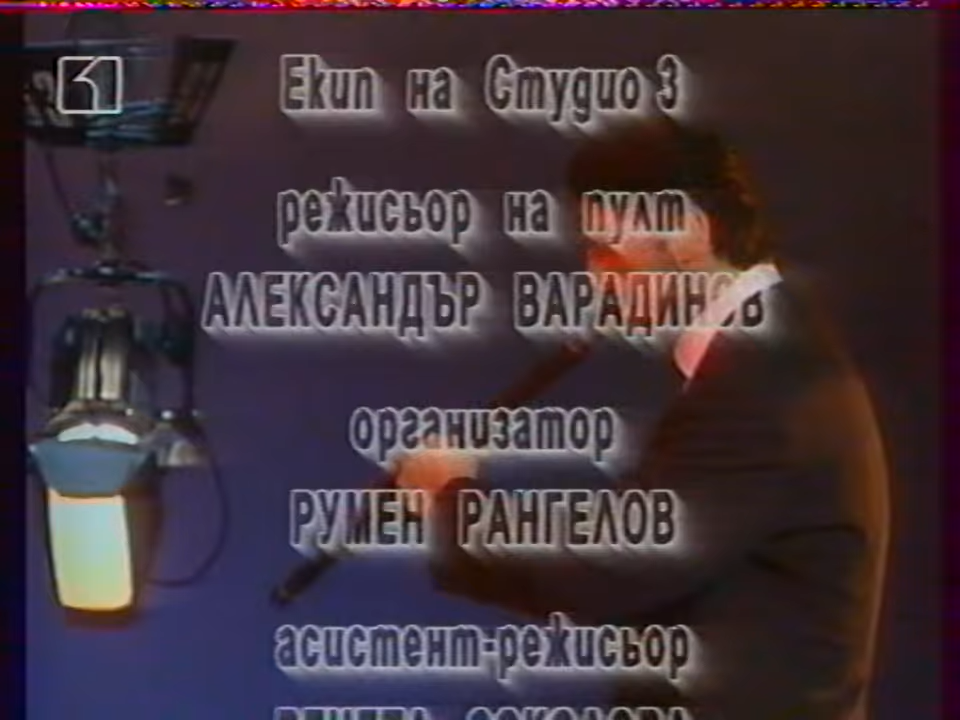 Екип на Студио 3
режисьор на пулт
АЛЕКСАНДЪР ВАРАДИНОВ
организатор
РУМЕН РАНГЕЛОВ
асистент-режисьор